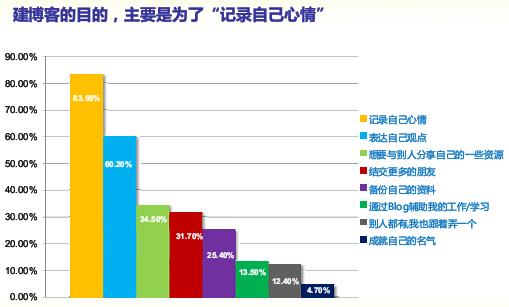 建博客的目的，主要是为了“记录自己心情”
90.00%
80.00%
70.00%
60.00%
50.00%
40.00%
30.00%
20.00%
10.00%
0.00%
83.50%
60.20%
34.50%
31.70%
25.40%
13.50%
12.40%
4.70%
记录自己心情
表达自己观点
想要与别人分享自己的一些资源
结交更多的朋友
备份自己的资料
通过Blog辅助我的工作/学习
别人都有,我也跟着弄一个
成就自己的名气